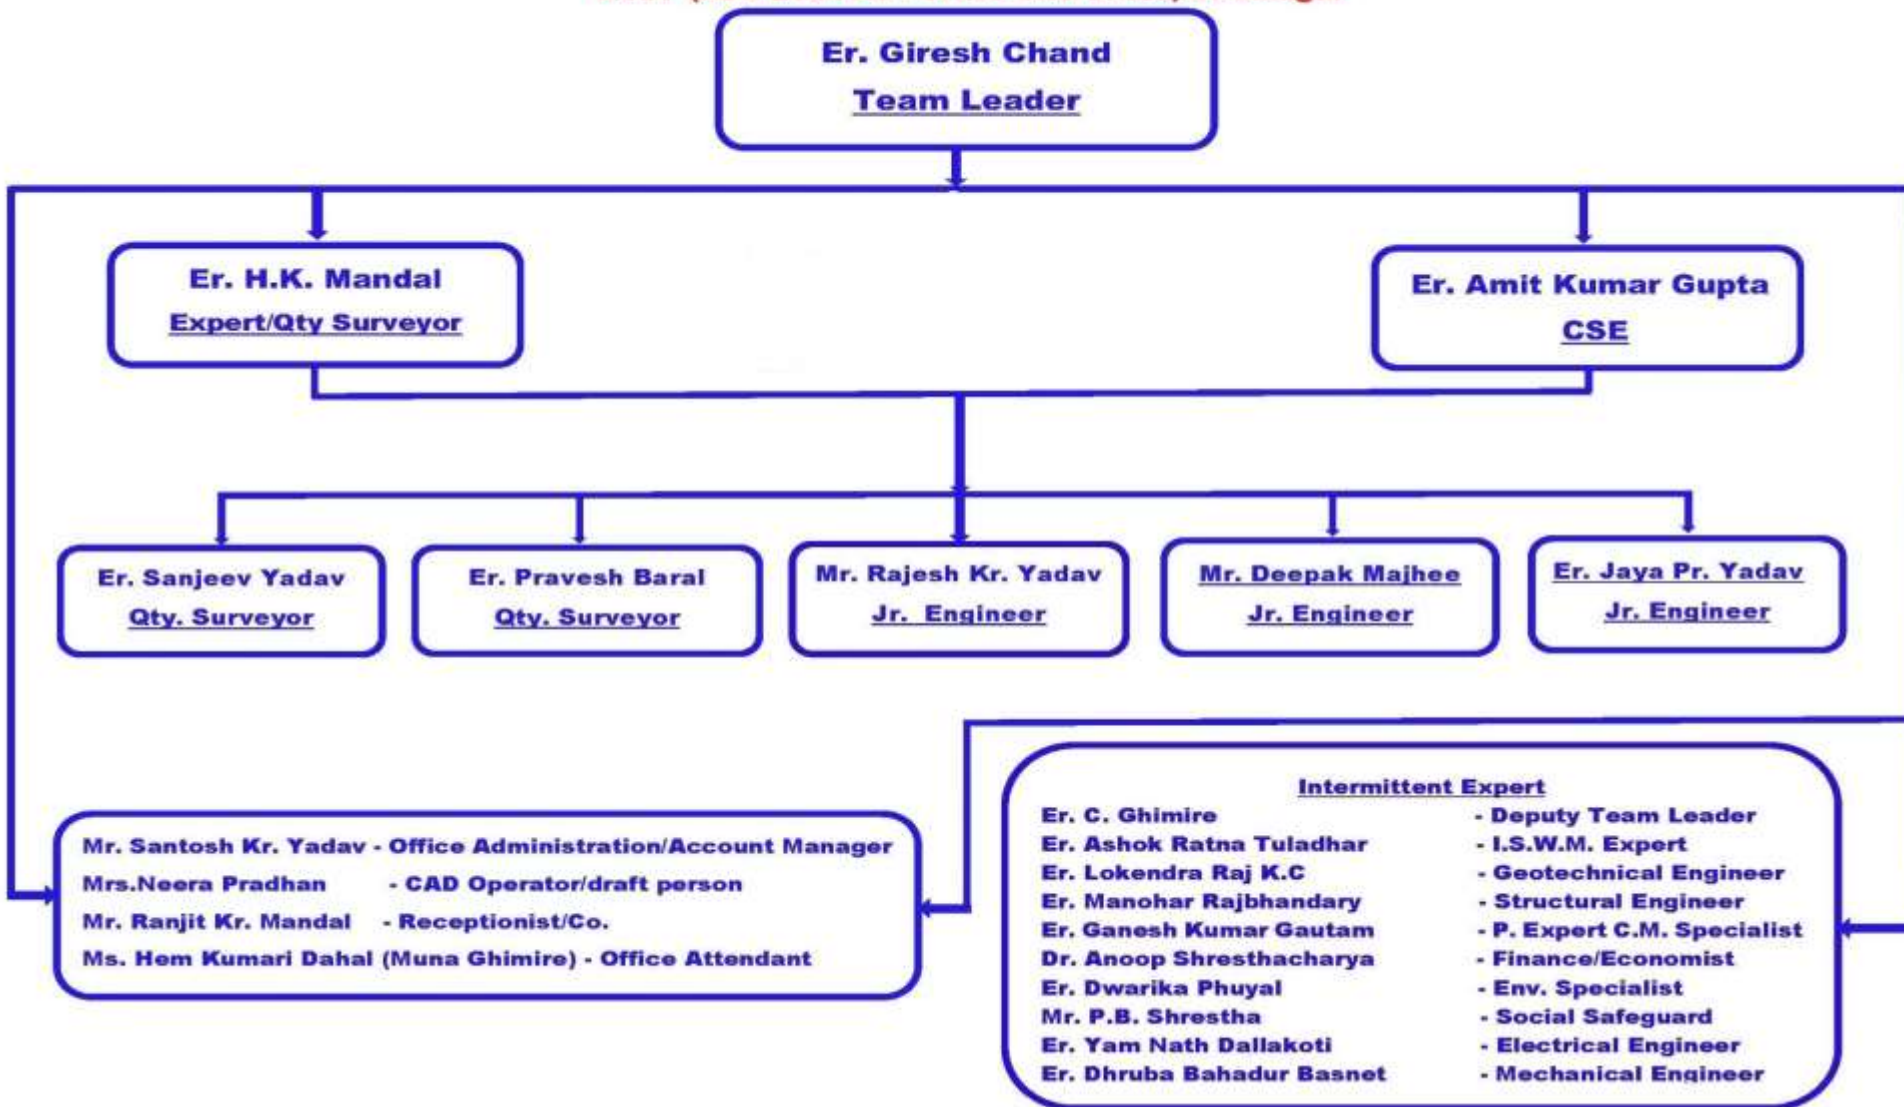 Er. Giresh Chand
Team Leader
Er. H.K. Mandal
Expert/Qty Surveyor
Er. Amit Kumar Gupta
CSE
Er. Sanjeev Yadav
Qty. Surveyor
Er. Pravesh Baral
Qty. Surveyor
Mr. Rajesh Kr. Yadav
Jr. Engineer
Mr. Deepak Majhee
Jr. Engineer
Er. Jaya Pr. Yadav
Jr. Engineer
Mr. Santosh Kr. Yadav - Office Administration/Account Manager
Mrs.Neera Pradhan - CAD Operator/draft person
Mr. Ranjit Kr. Mandal - Receptionist/Co.
Ms. Hem Kumari Dahal (Muna Ghimire) - Office Attendant
Intermittent Expert
Er. C. Ghimire - Deputy Team Leader
Er. Ashok Ratna Tuladhar - I.S.W.M. Expert
Er. Lokendra Raj K.C - Geotechnical Engineer
Er. Manohar Rajbhandary - Structural Engineer
Er. Ganesh Kumar Gautam - P. Expert C.M. Specialist
Dr. Anoop Shresthacharya - Finance/Economist
Er. Dwarika Phuyal - Env. Specialist
Mr. P.B. Shrestha - Social Safeguard
Er. Yam Nath Dallakoti - Electrical Engineer
Er. Dhruba Bahadur Basnet - Mechanical Engineer